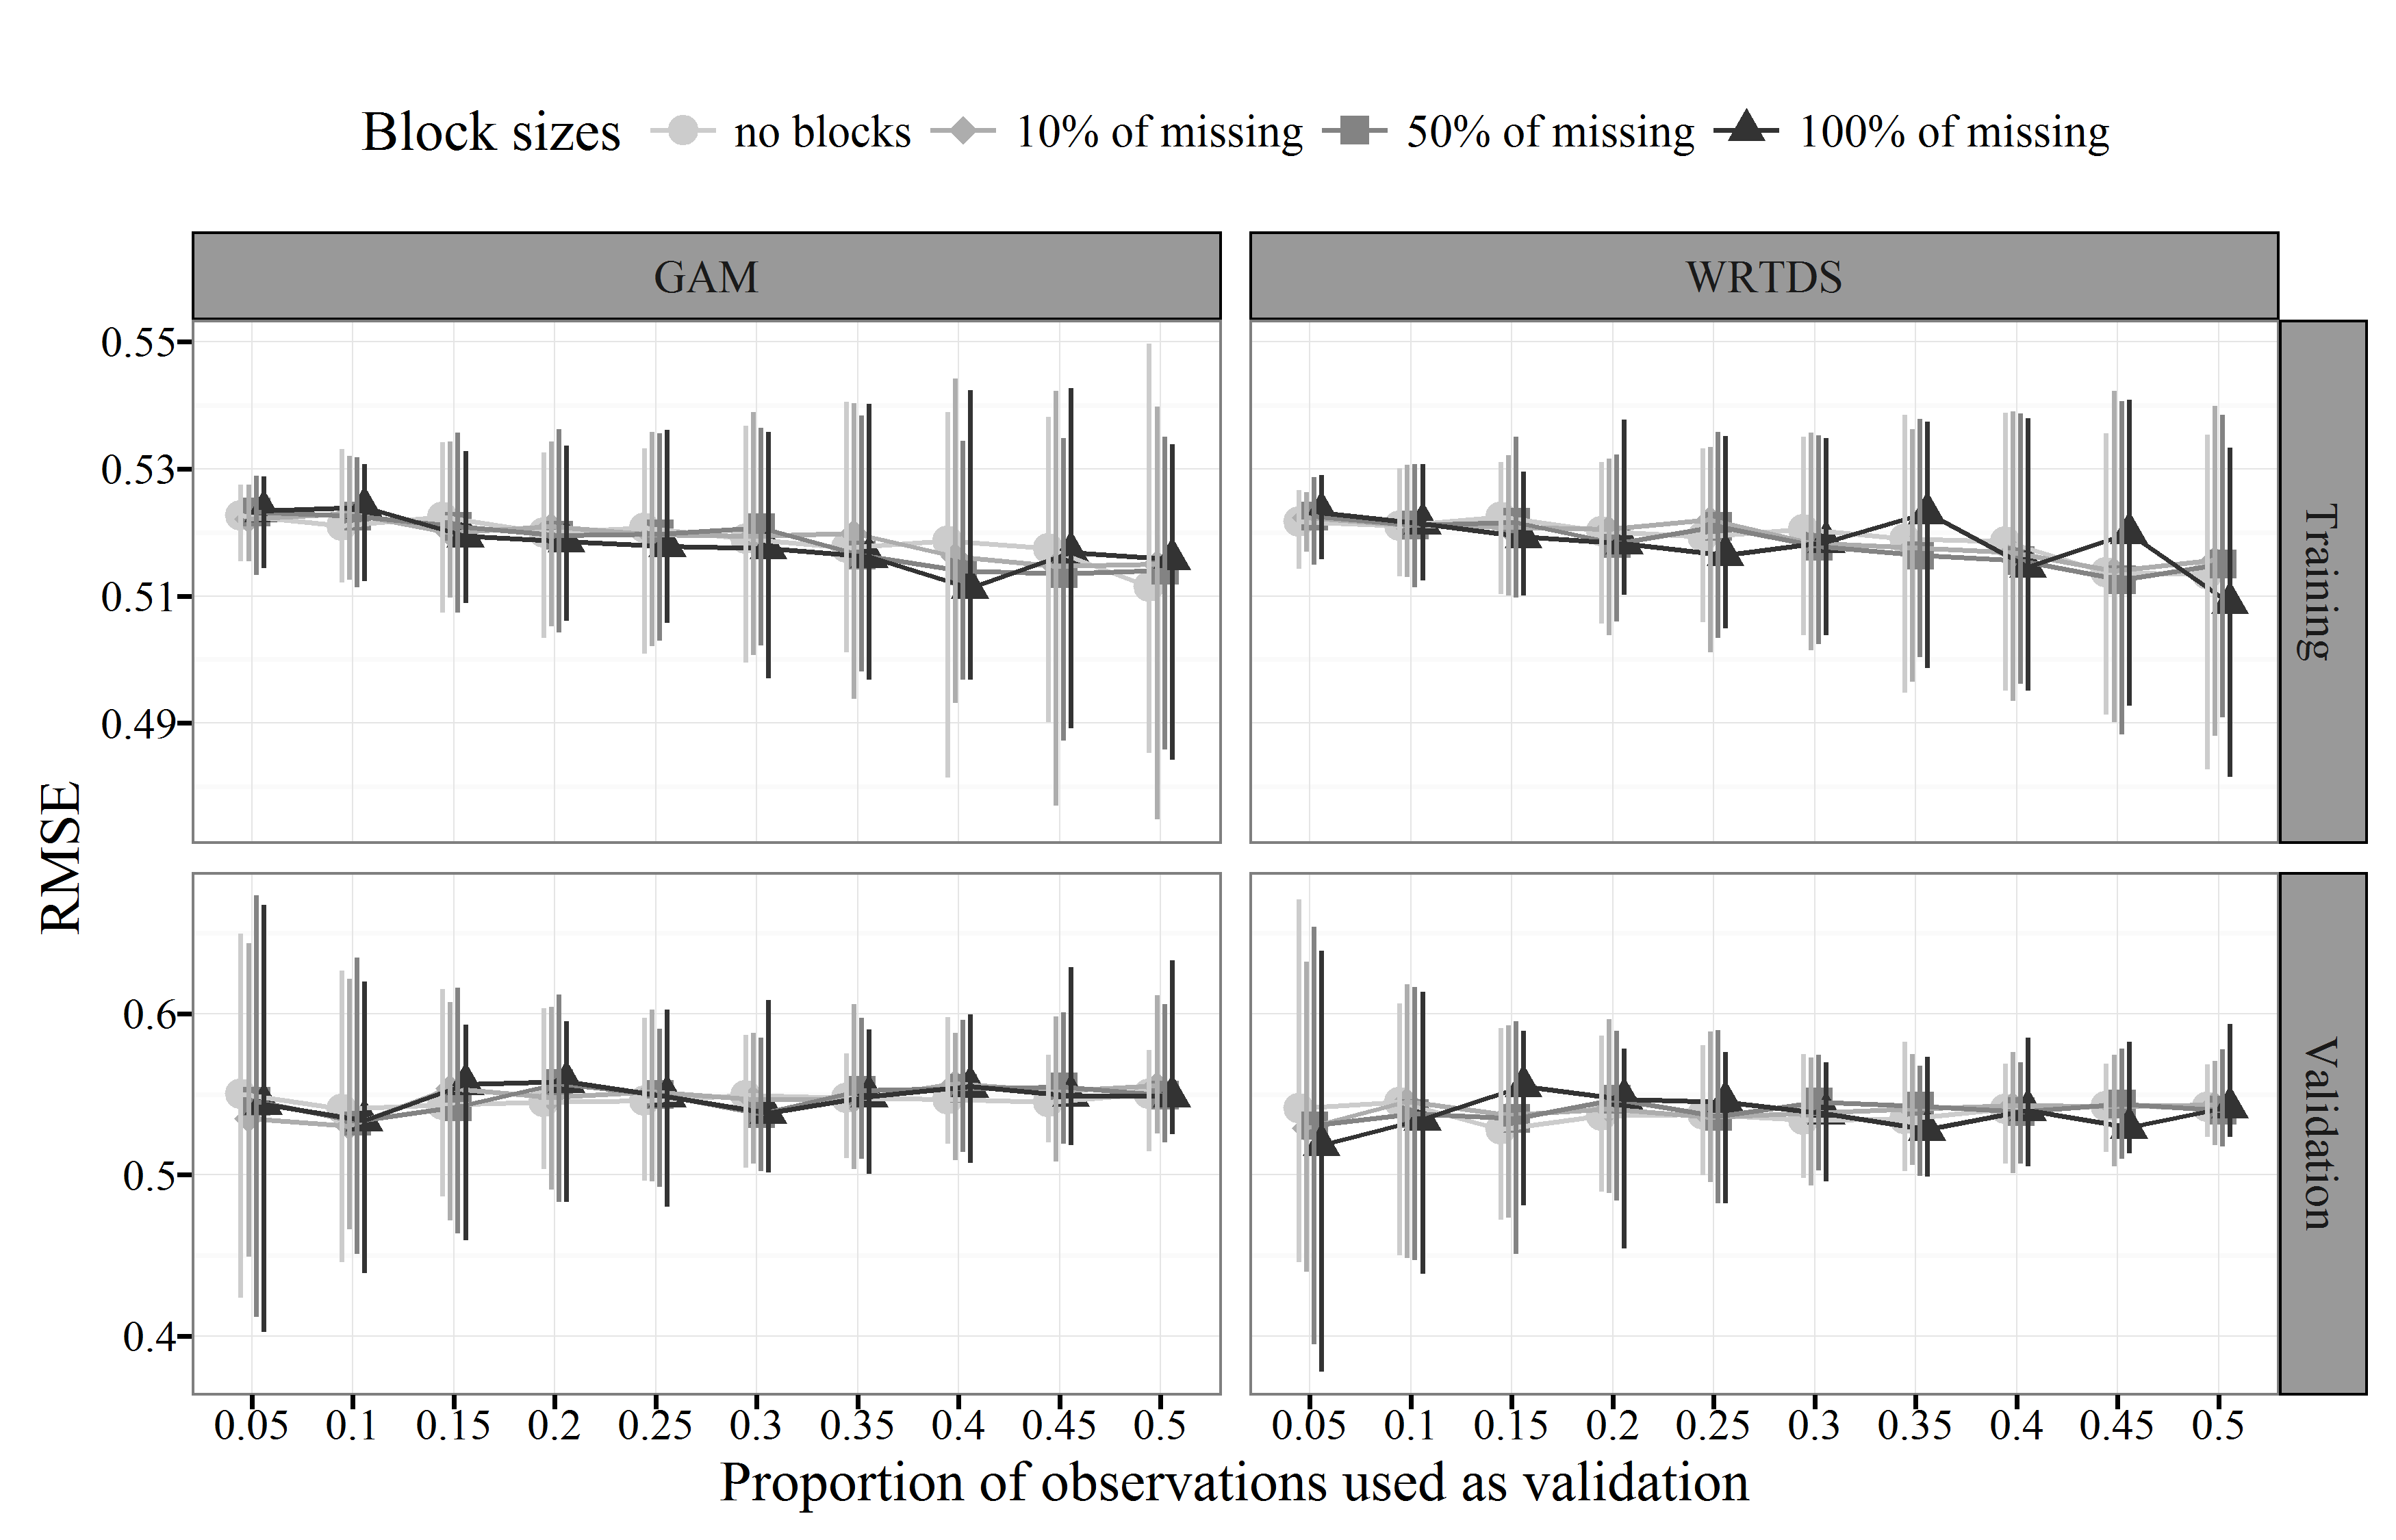 Block sizes no blocks 10% of missing 50% of missing 100% of missing
GAM WRTDS
0.55
0.53
0.51
0.49
Training
RMSE
0.6
0.5
0.4
Validation
0.05 0.1 0.15 0.2 0.25 0.3 0.35 0.4 0.45 0.5 0.05 0.1 0.15 0.2 0.25 0.3 0.35 0.4 0.45 0.5
Proportion of observations used as validation